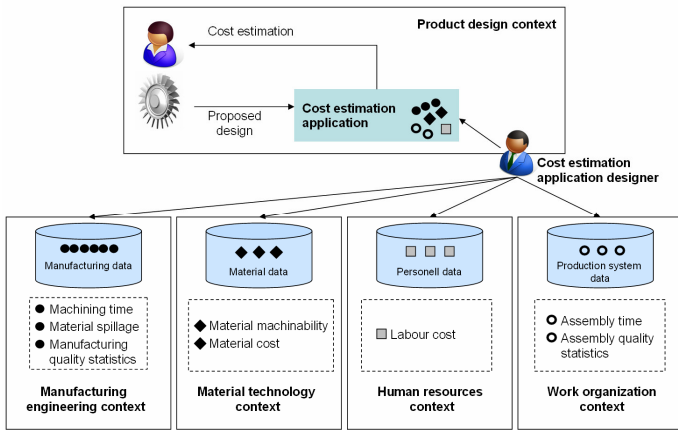 Product design context
Cost estimation
Proposed
design
Cost estimation
application
Cost estimation
application designer
Manufacturing data
Machining time
Material spillage
Manufacturing
quality statistics
Manufacturing
engineering context
Material data
Material machinability
Material cost
Material technology
context
Personell data
Labour cost
Human resources
context
Production system
data
Assembly time
Assembly quality
statistics
Work organization
context